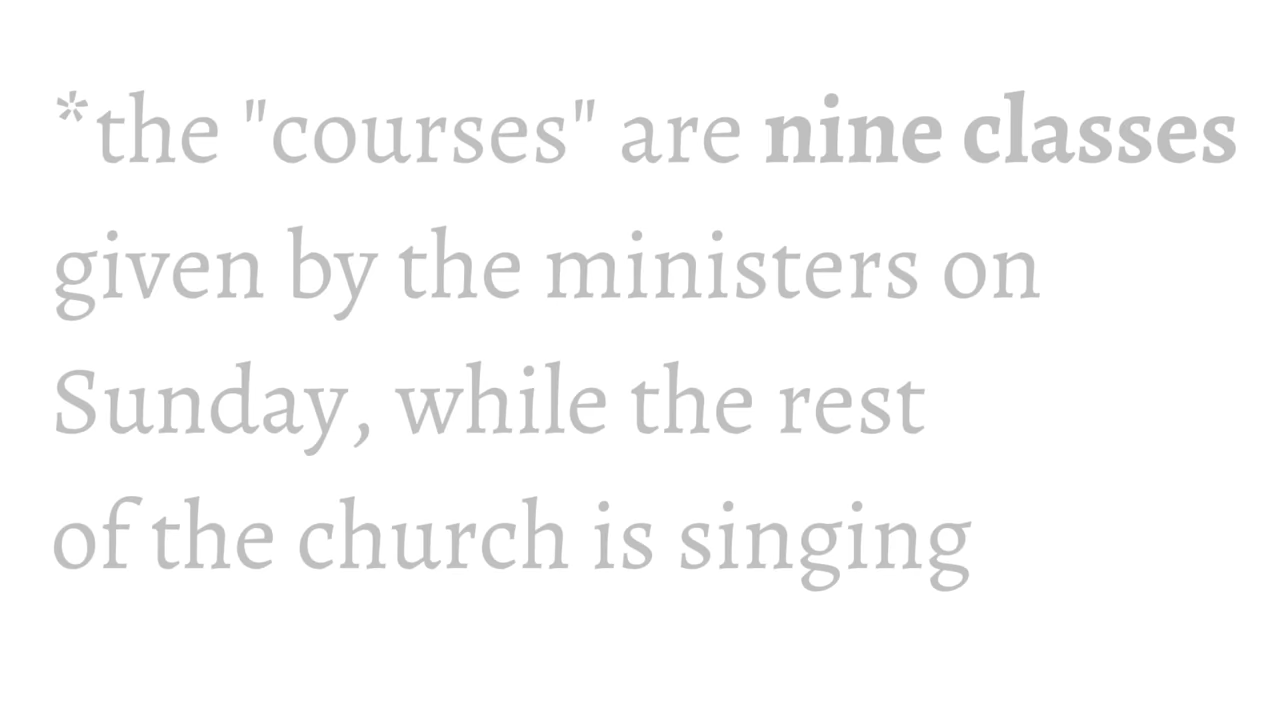 *the "courses" are nine classes
given by the ministers on
Sunday, while the rest
of the church is singing